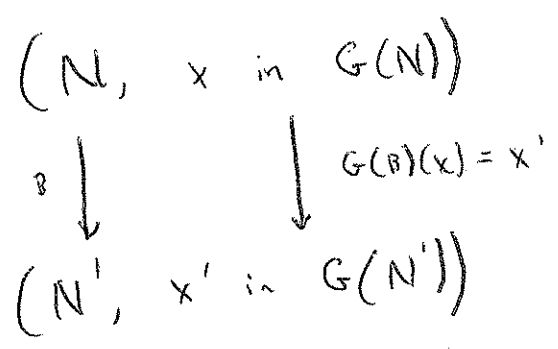 (N, x in G(N))
B G(B)(x) = x'
(N', x' in G(N'))